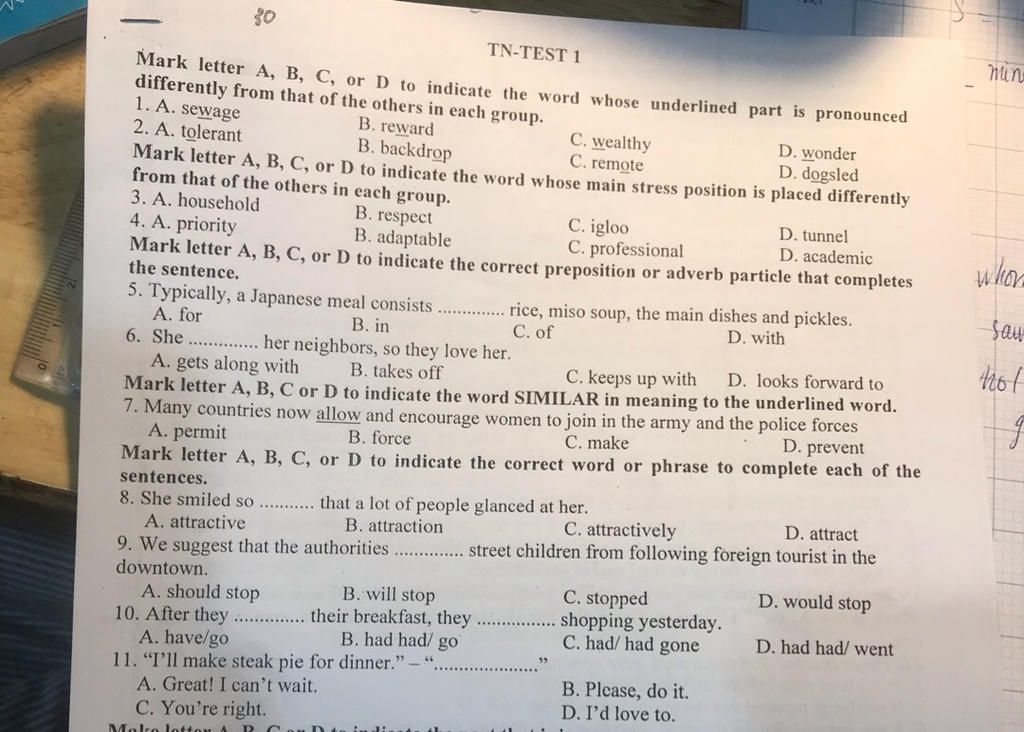 30
TN-TEST 1
Mark letter A, B, C, or D to indicate the word whose underlined part is pronounced
differently from that of the others in each group.
1. A. sewage B. reward C. wealthy D. wonder
2. A. tolerant B. backdrop C. remote D. dogsled
Mark letter A, B, C, or D to indicate the word whose main stress position is placed differently
from that of the others in each group.
3. A. household B. respect C. igloo D. tunnel
4. A. priority B. adaptable C. professional D. academic
Mark letter A, B, C, or D to indicate the correct preposition or adverb particle that completes
the sentence.
5. Typically, a Japanese meal consists .............. rice, miso soup, the main dishes and pickles.
A. for B. in C. of D. with
6. She .............. her neighbors, so they love her.
A. gets along with B. takes off C. keeps up with D. looks forward to
Mark letter A, B, C or D to indicate the word SIMILAR in meaning to the underlined word.
7. Many countries now allow and encourage women to join in the army and the police forces
A. permit B. force C. make D. prevent
Mark letter A, B, C, or D to indicate the correct word or phrase to complete each of the
sentences.
8. She smiled so ........... that a lot of people glanced at her.
A. attractive B. attraction C. attractively D. attract
9. We suggest that the authorities .............. street children from following foreign tourist in the
downtown.
A. should stop B. will stop C. stopped D. would stop
10. After they .............. their breakfast, they ................ shopping yesterday.
A. have/go B. had had/ go C. had/ had gone D. had had/ went
11. “I’ll make steak pie for dinner.” – “......................”
A. Great! I can’t wait. B. Please, do it.
C. You’re right. D. I’d love to.